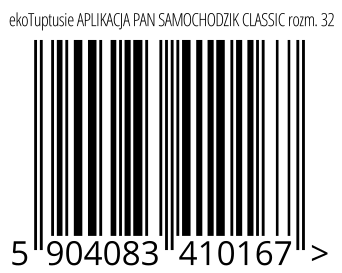 ekoTuptusie APLIKACJA PAN SAMOCHODZIK CLASSIC rozm. 32
5 904083 410167 >